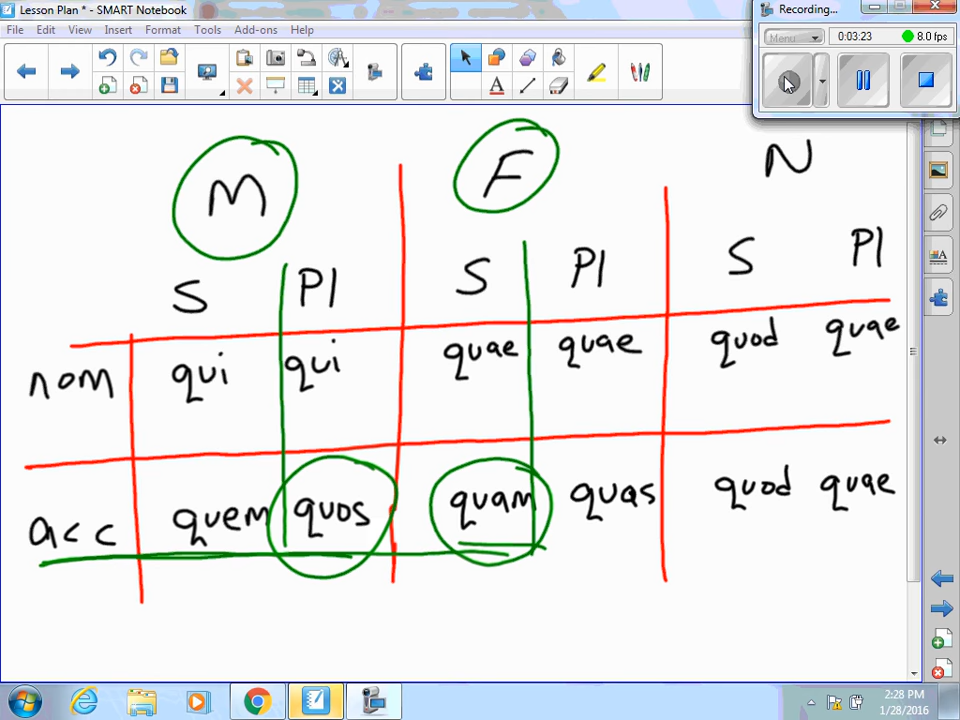 Lesson Plan * - SMART Notebook
Recording...
File Edit View Insert Format Tools Add-ons Help
Menu 0:03:23 8.0 fps
M F N
S Pl S Pl S Pl
nom qui qui quae quae quod quae
acc quem quos quam quas quod quae
2:28 PM
1/28/2016